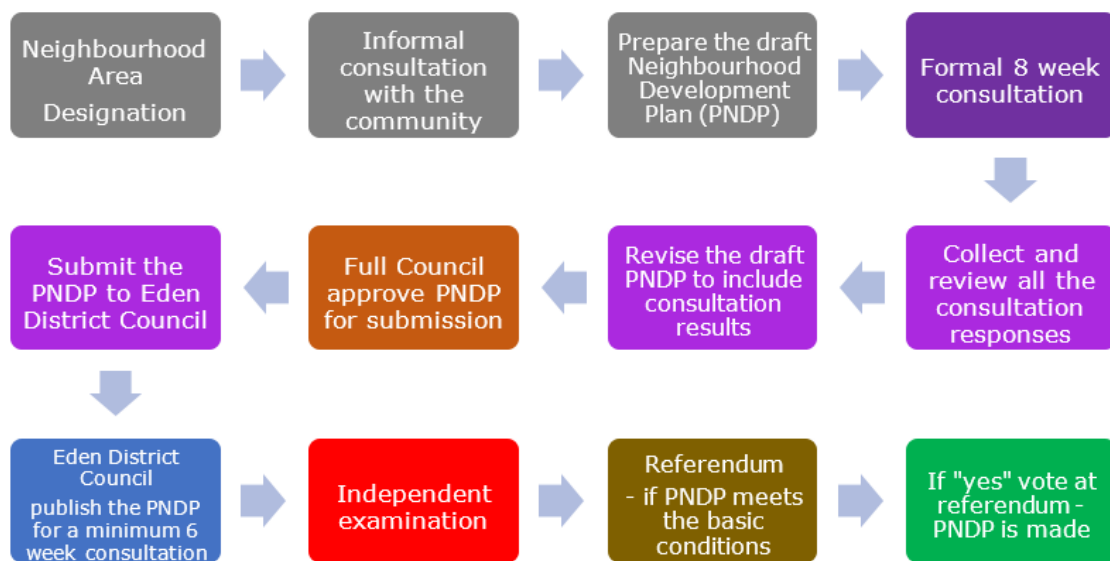 Neighbourhood
Area
Designation
Informal
consultation
with the
community
Prepare the draft
Neighbourhood
Development
Plan (PNDP)
Formal 8 week
consultation
Collect and
review all the
consultation
responses
Revise the draft
PNDP to include
consultation
results
Full Council
approve PNDP
for submission
Submit the
PNDP to Eden
District Council
Eden District
Council
publish the PNDP
for a minimum 6
week consultation
Independent
examination
Referendum
- if PNDP meets
the basic
conditions
If "yes" vote at
referendum -
PNDP is made